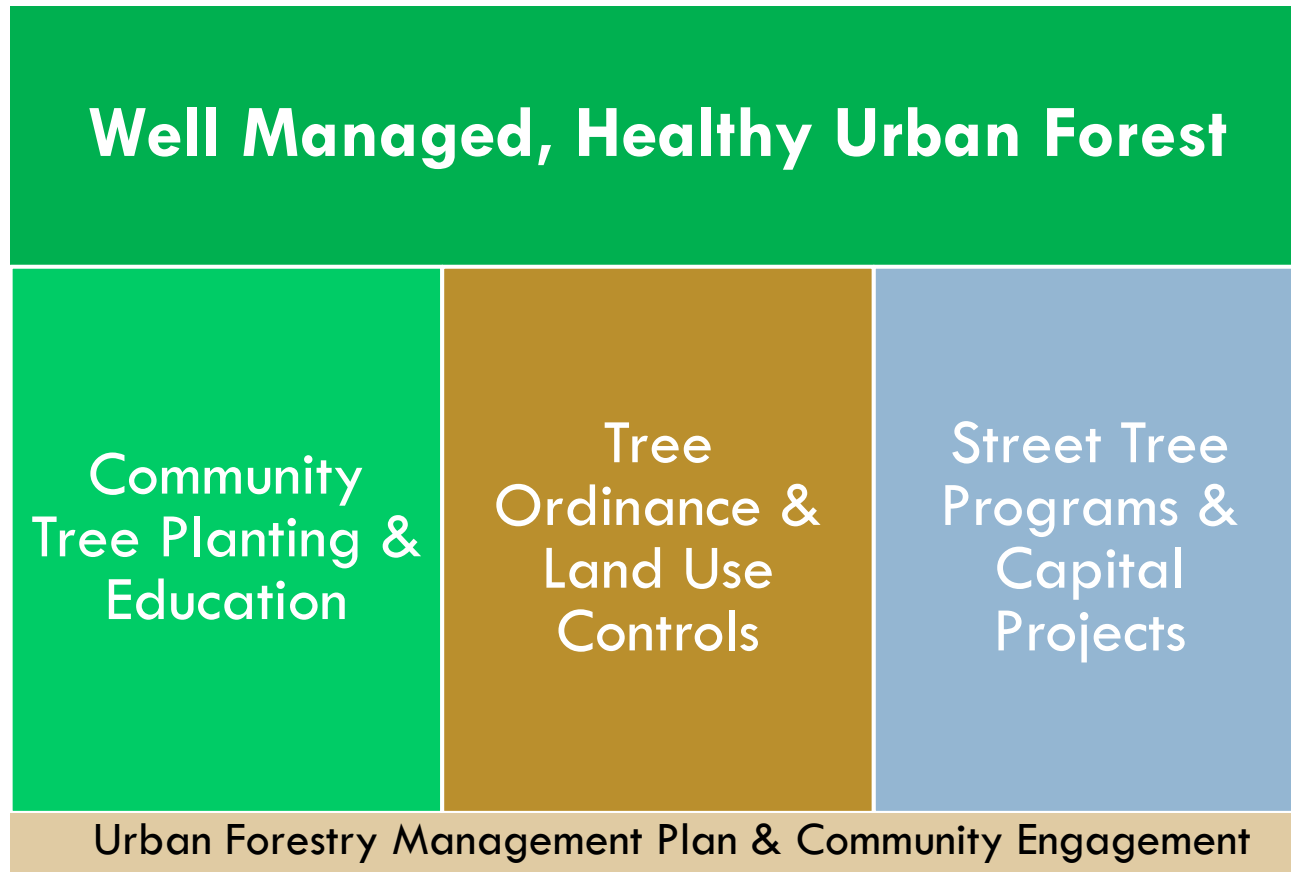 Well Managed, Healthy Urban Forest
Community
Tree Planting &
Education
Tree
Ordinance &
Land Use
Controls
Street Tree
Programs &
Capital
Projects
Urban Forestry Management Plan & Community Engagement